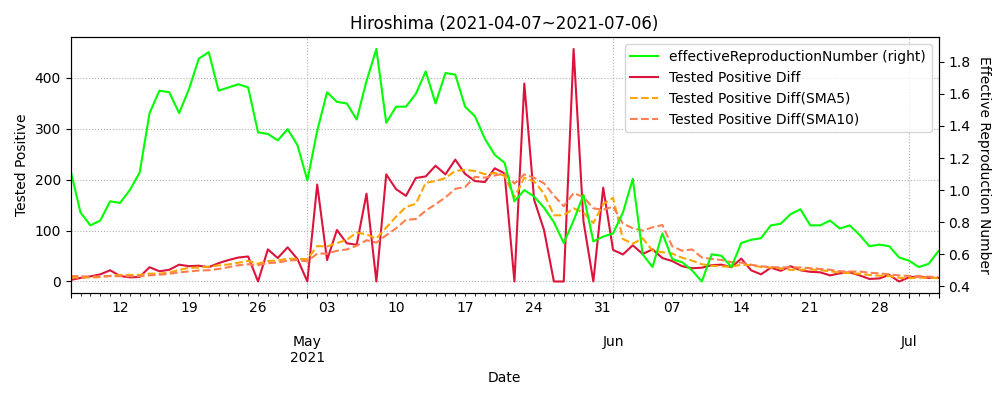 Hiroshima (2021-04-07~2021-07-06)
effectiveReproductionNumber (right)
Tested Positive Diff
Tested Positive Diff(SMA5)
Tested Positive Diff(SMA10)
Tested Positive
400
300
200
100
0
1.8
1.6
1.4
1.2
1.0
0.8
0.6
0.4
Effective Reproduction Number
12 19 26 03 10 17 24 31 07 14 21 28
May Jun Jul
2021
Date